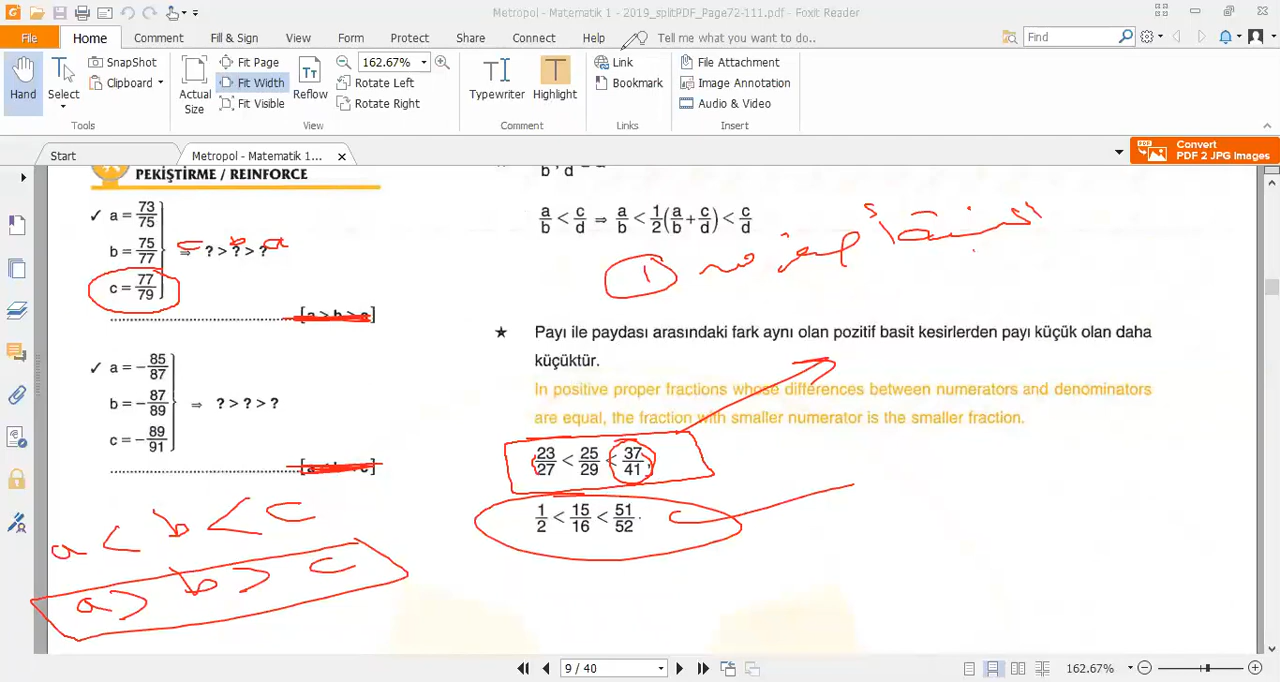 Metropol - Matematik 1 - 2019_splitPDF_Page72-111.pdf - Foxit Reader
File Home Comment Fill & Sign View Form Protect Share Connect Help Tell me what you want to do.. Find
Hand Select SnapShot Clipboard Actual Size Fit Page Fit Width Fit Visible Reflow 162.67% Rotate Left Rotate Right Typewriter Highlight Link Bookmark File Attachment Image Annotation Audio & Video
Tools View Comment Links Insert
Start Metropol - Matematik 1...
Convert
PDF 2 JPG Images
PEKİŞTİRME / REINFORCE
✓ a = 73/75
b = 75/77 ⇒ ? > ? > ?
c = 77/79
c b a
✓ a = -85/87
b = -87/89 ⇒ ? > ? > ?
c = -89/91
a < b < c
a > b > c
a/b < c/d ⇒ a/b < 1/2(a/b + c/d) < c/d
1
★ Payı ile paydası arasındaki fark aynı olan pozitif basit kesirlerden payı küçük olan daha
küçüktür.
In positive proper fractions whose differences between numerators and denominators
are equal, the fraction with smaller numerator is the smaller fraction.
23/27 < 25/29 < 37/41,
1/2 < 15/16 < 51/52.
9 / 40 162.67%